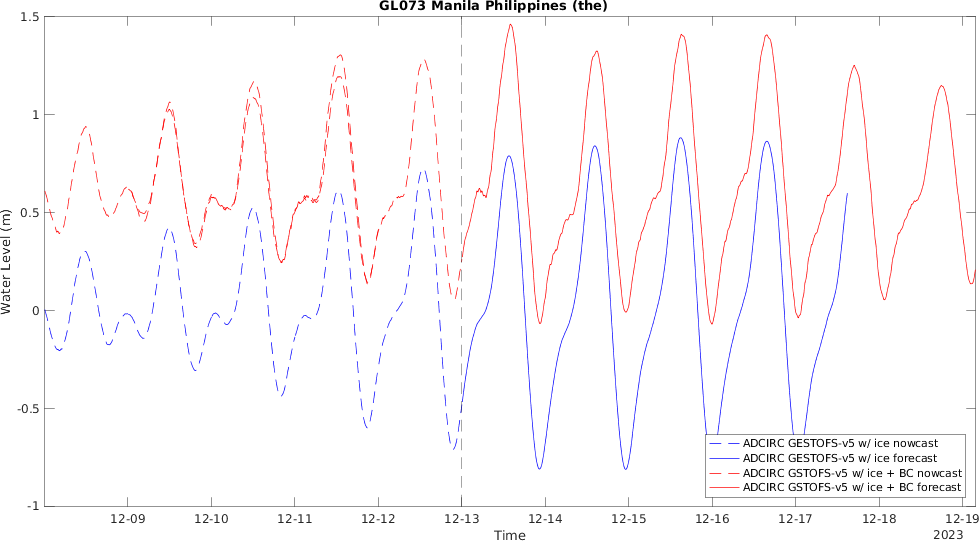 GL073 Manila Philippines (the)
1.5
1
0.5
0
-0.5
-1
Water Level (m)
12-09 12-10 12-11 12-12 12-13 12-14 12-15 12-16 12-17 12-18 12-19
Time
2023
ADCIRC GESTOFS-v5 w/ ice nowcast
ADCIRC GESTOFS-v5 w/ ice forecast
ADCIRC GSTOFS-v5 w/ ice + BC nowcast
ADCIRC GSTOFS-v5 w/ ice + BC forecast